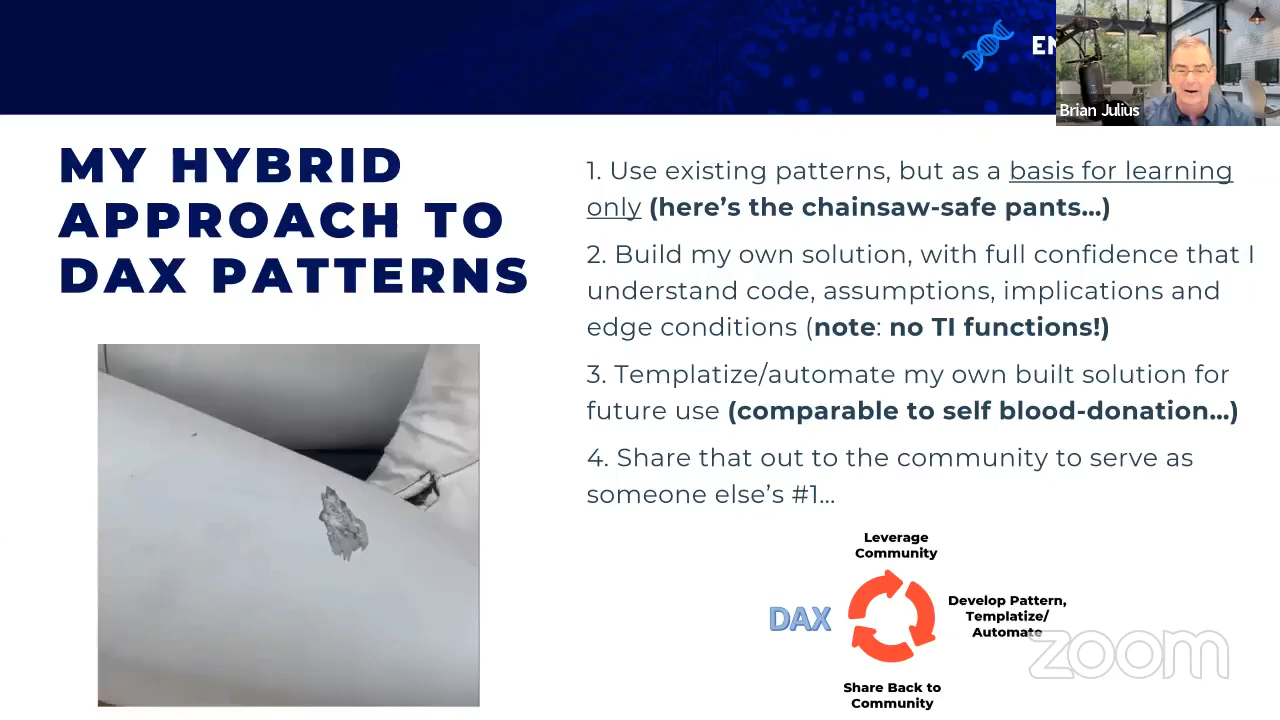 EN
Brian Julius
MY HYBRID
APPROACH TO
DAX PATTERNS
1. Use existing patterns, but as a basis for learning
only (here’s the chainsaw-safe pants…)
2. Build my own solution, with full confidence that I
understand code, assumptions, implications and
edge conditions (note: no TI functions!)
3. Templatize/automate my own built solution for
future use (comparable to self blood-donation…)
4. Share that out to the community to serve as
someone else’s #1…
Leverage
Community
DAX
Develop Pattern,
Templatize/
Automate
Share Back to
Community
zoom